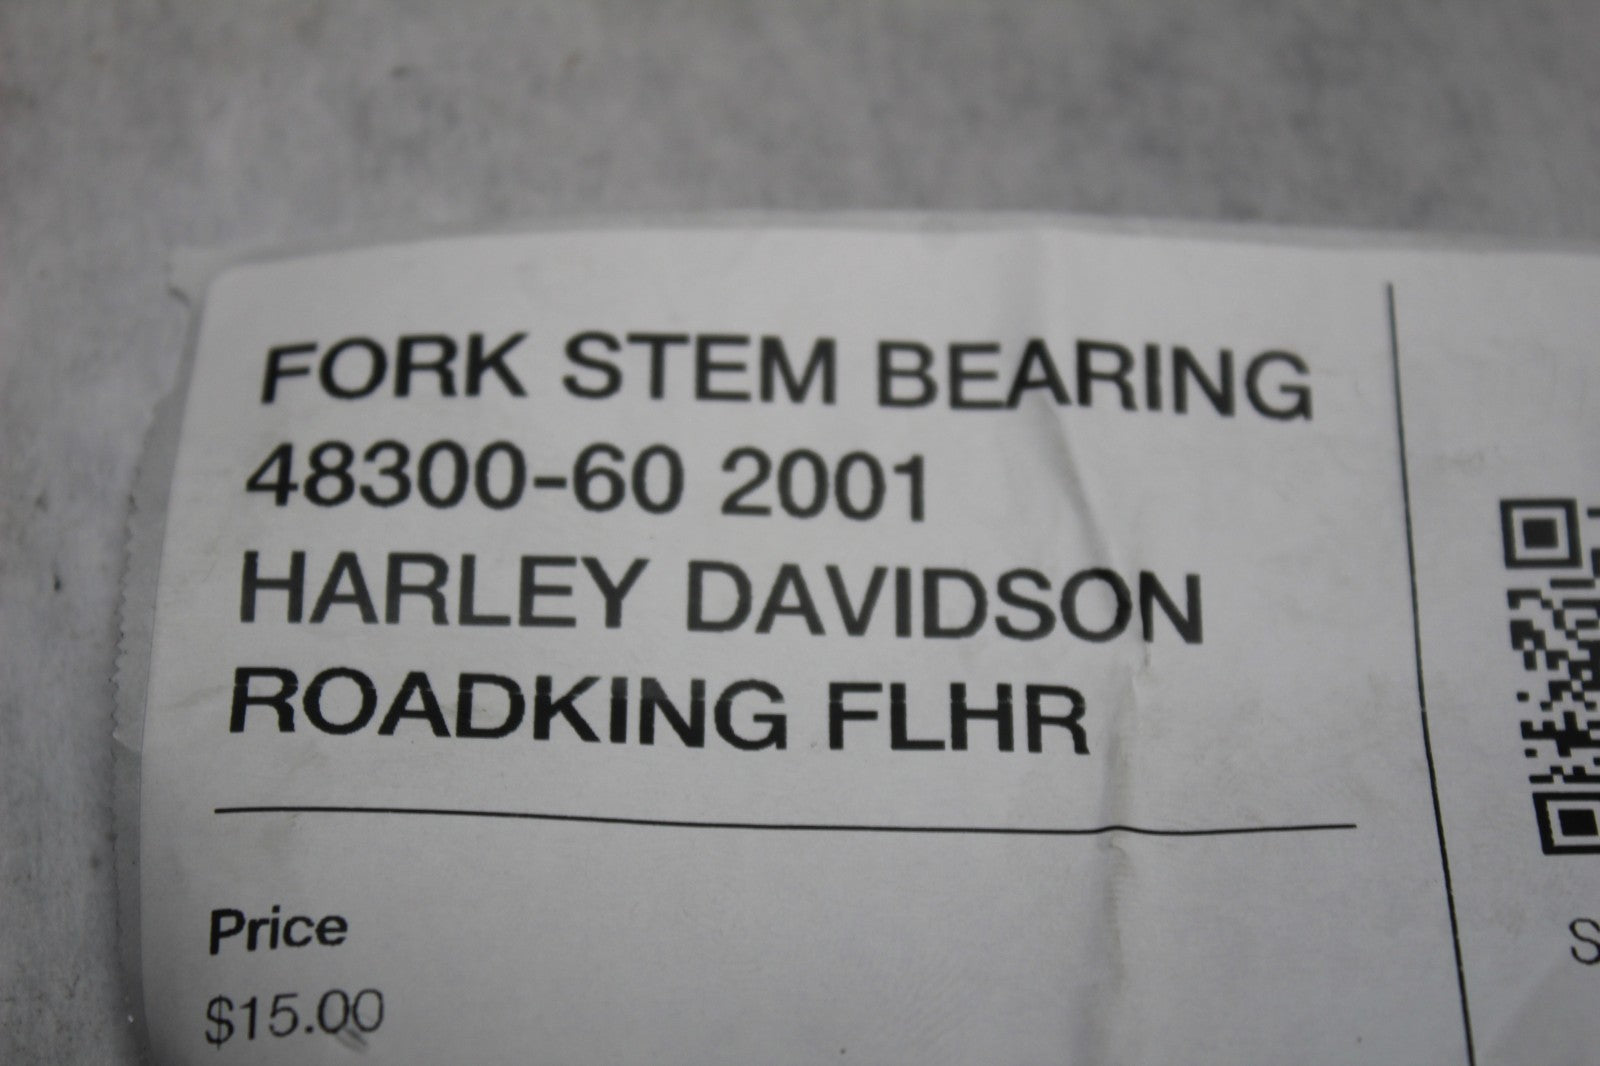 FORK STEM BEARING
48300-60 2001
HARLEY DAVIDSON
ROADKING FLHR
Price
$15.00
S